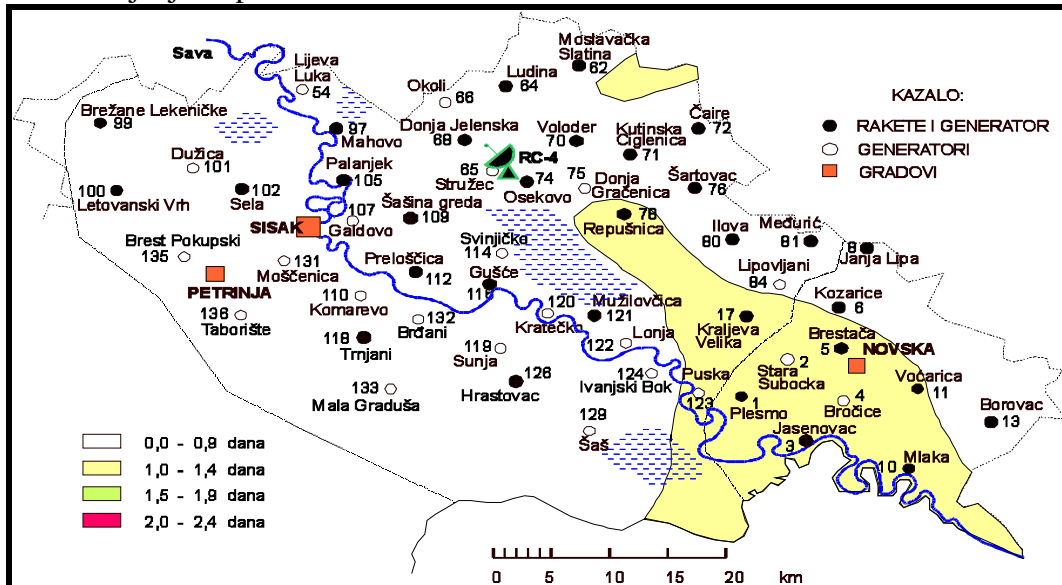 Sava
Lijeva
Luka
54
Moslavačka
Slatina
62
Ludina
64
Okoli
66
Brežane Lekeničke
99
97
Mahovo
Donja Jelenska
68
Voloder
70
Kutinska
Ciglenica
71
Čaire
72
KAZALO:
RAKETE I GENERATOR
GENERATORI
GRADOVI
Dužica
101
Palanjek
105
RC-4
65
Stružec
74
Osekovo
75
Donja
Gračenica
Šartovac
76
100
Letovanski Vrh
102
Sela
SISAK
107
Galdovo
Šašina greda
109
78
Repušnica
Ilova
80
Međurić
81
8
Janja Lipa
Brest Pokupski
135
131
Moščenica
Svinjičko
114
Preloščica
112
Gušće
116
Lipovljani
84
Kozarice
6
PETRINJA
136
Taborište
110
Komarevo
132
Brđani
120
Kratečko
Mužilovčica
121
17
Kraljeva
Velika
Brestača
5
NOVSKA
118
Trnjani
119
Sunja
122
Lonja
2
Stara
Subocka
133
Mala Graduša
126
Hrastovac
124
Ivanjski Bok
Puska
123
1
Plesmo
4
Bročice
Voćarica
11
Borovac
13
129
Šaš
Jasenovac
3
Mlaka
10
0,0 - 0,9 dana
1,0 - 1,4 dana
1,5 - 1,9 dana
2,0 - 2,4 dana
0 5 10 15 20 km